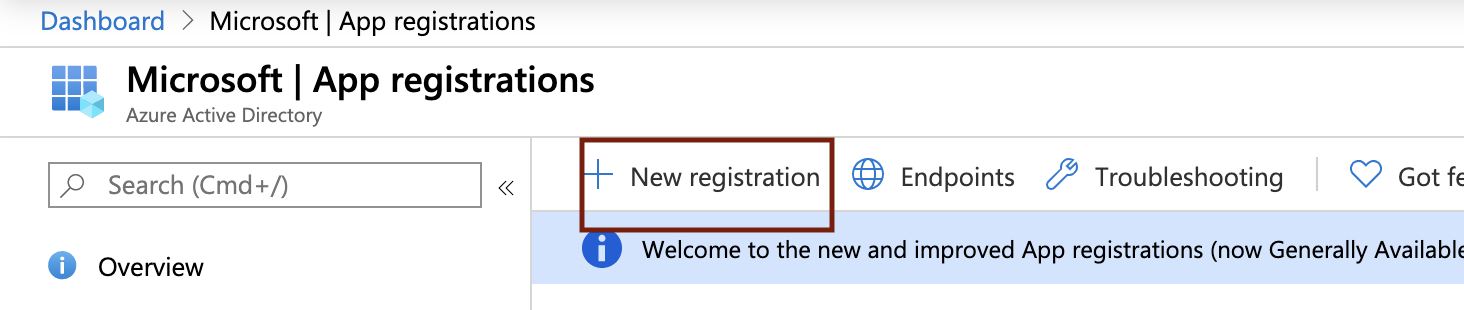 Dashboard > Microsoft | App registrations
Microsoft | App registrations
Azure Active Directory
Search (Cmd+/)
«
New registration
Endpoints
Troubleshooting
Got fe
Welcome to the new and improved App registrations (now Generally Available
Overview